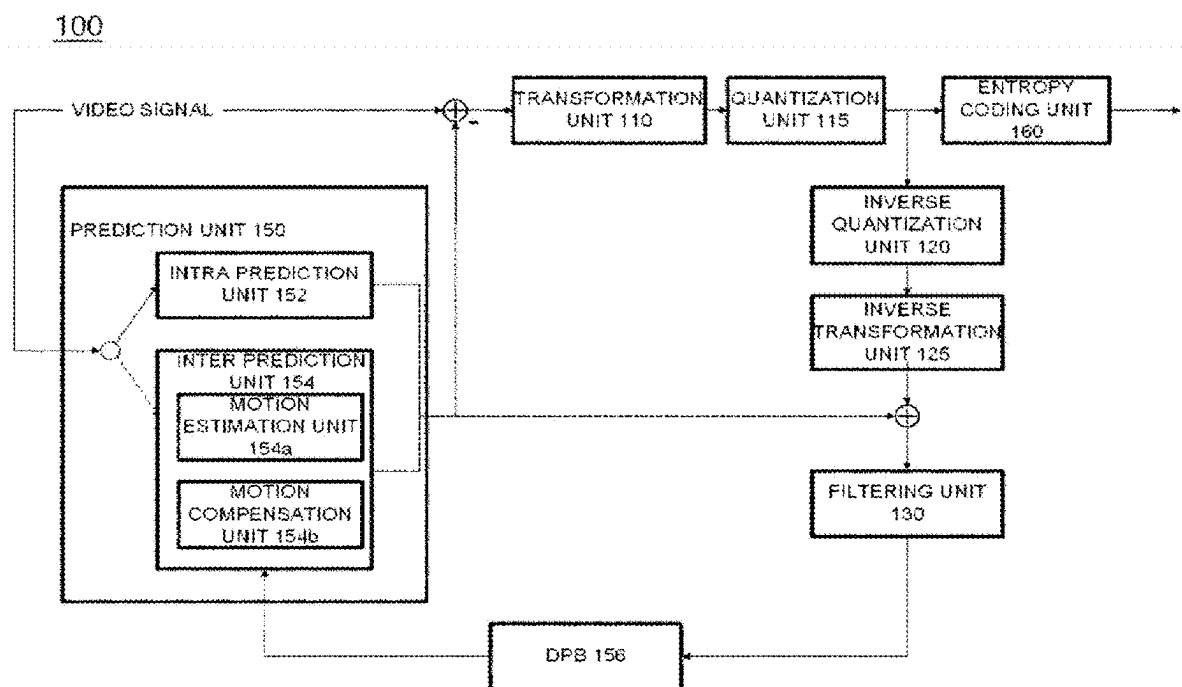 100
VIDEO SIGNAL
-
TRANSFORMATION
UNIT 110
QUANTIZATION
UNIT 115
ENTROPY
CODING UNIT
160
PREDICTION UNIT 150
INTRA PREDICTION
UNIT 152
INTER PREDICTION
UNIT 154
MOTION
ESTIMATION UNIT
154a
MOTION
COMPENSATION
UNIT 154b
INVERSE
QUANTIZATION
UNIT 120
INVERSE
TRANSFORMATION
UNIT 125
FILTERING UNIT
130
DPB 156